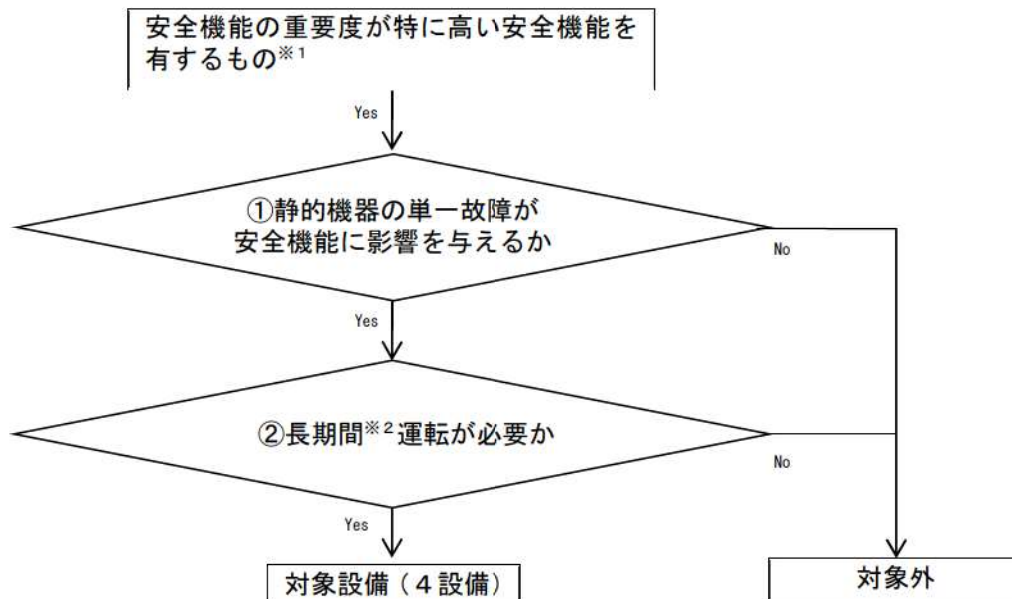 安全機能の重要度が特に高い安全機能を
有するもの※1
Yes
①静的機器の単一故障が
安全機能に影響を与えるか
No
Yes
②長期間※2運転が必要か
No
Yes
対象設備(4設備)
対象外